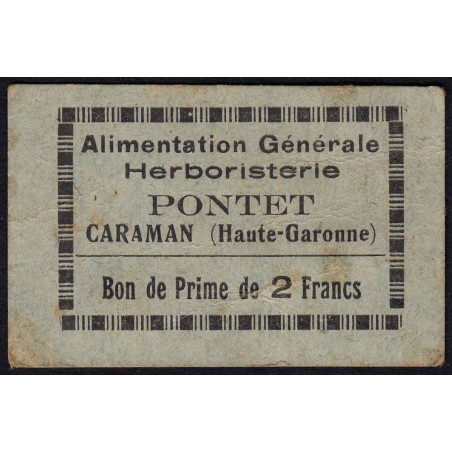 Alimentation Générale
Herboristerie
PONTET
CARAMAN (Haute-Garonne)
Bon de Prime de 2 Francs